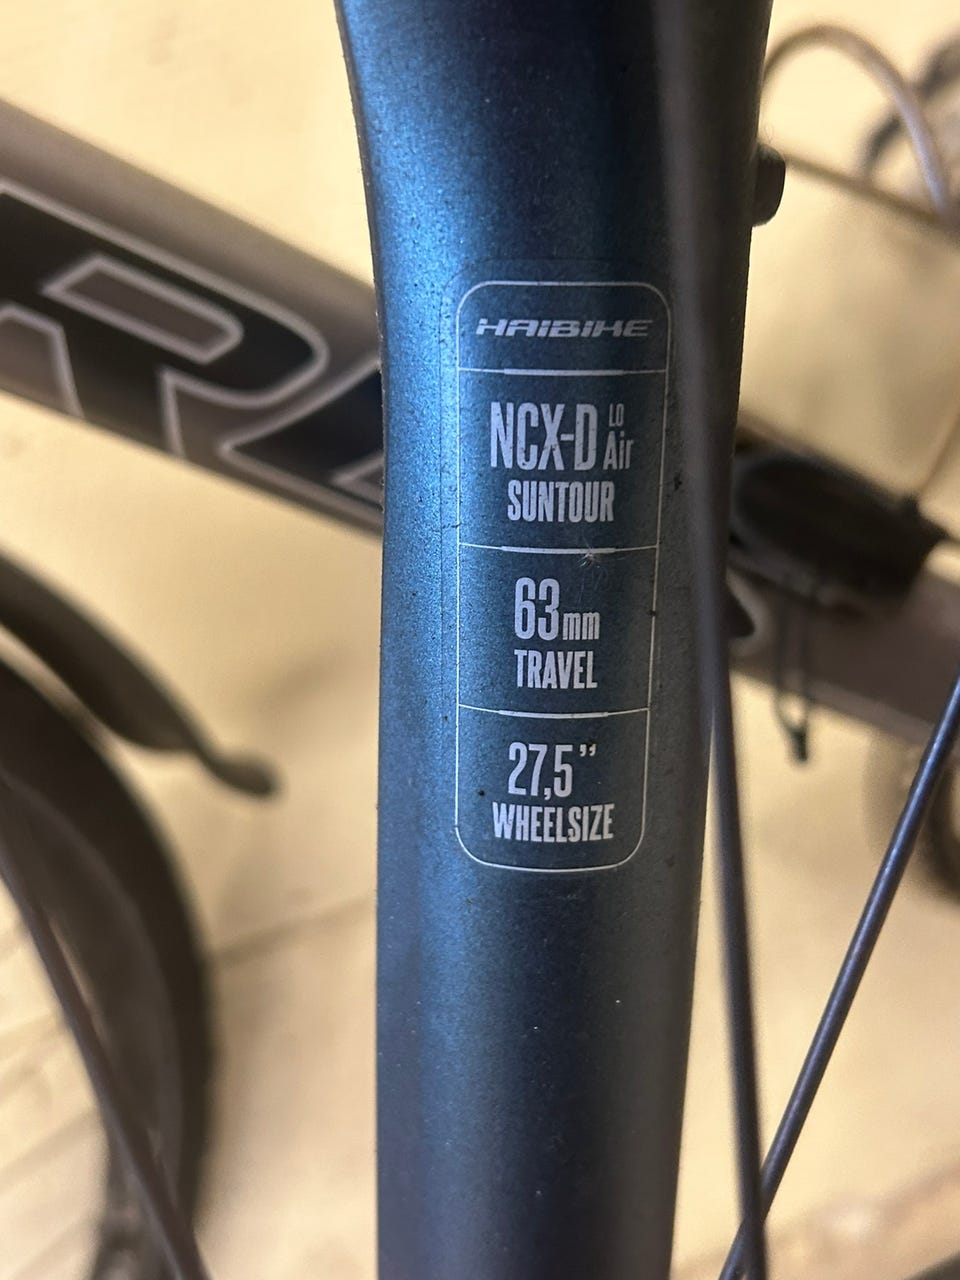 HAIBIKE
NCX-D LO Air
SUNTOUR
63mm
TRAVEL
27,5”
WHEELSIZE